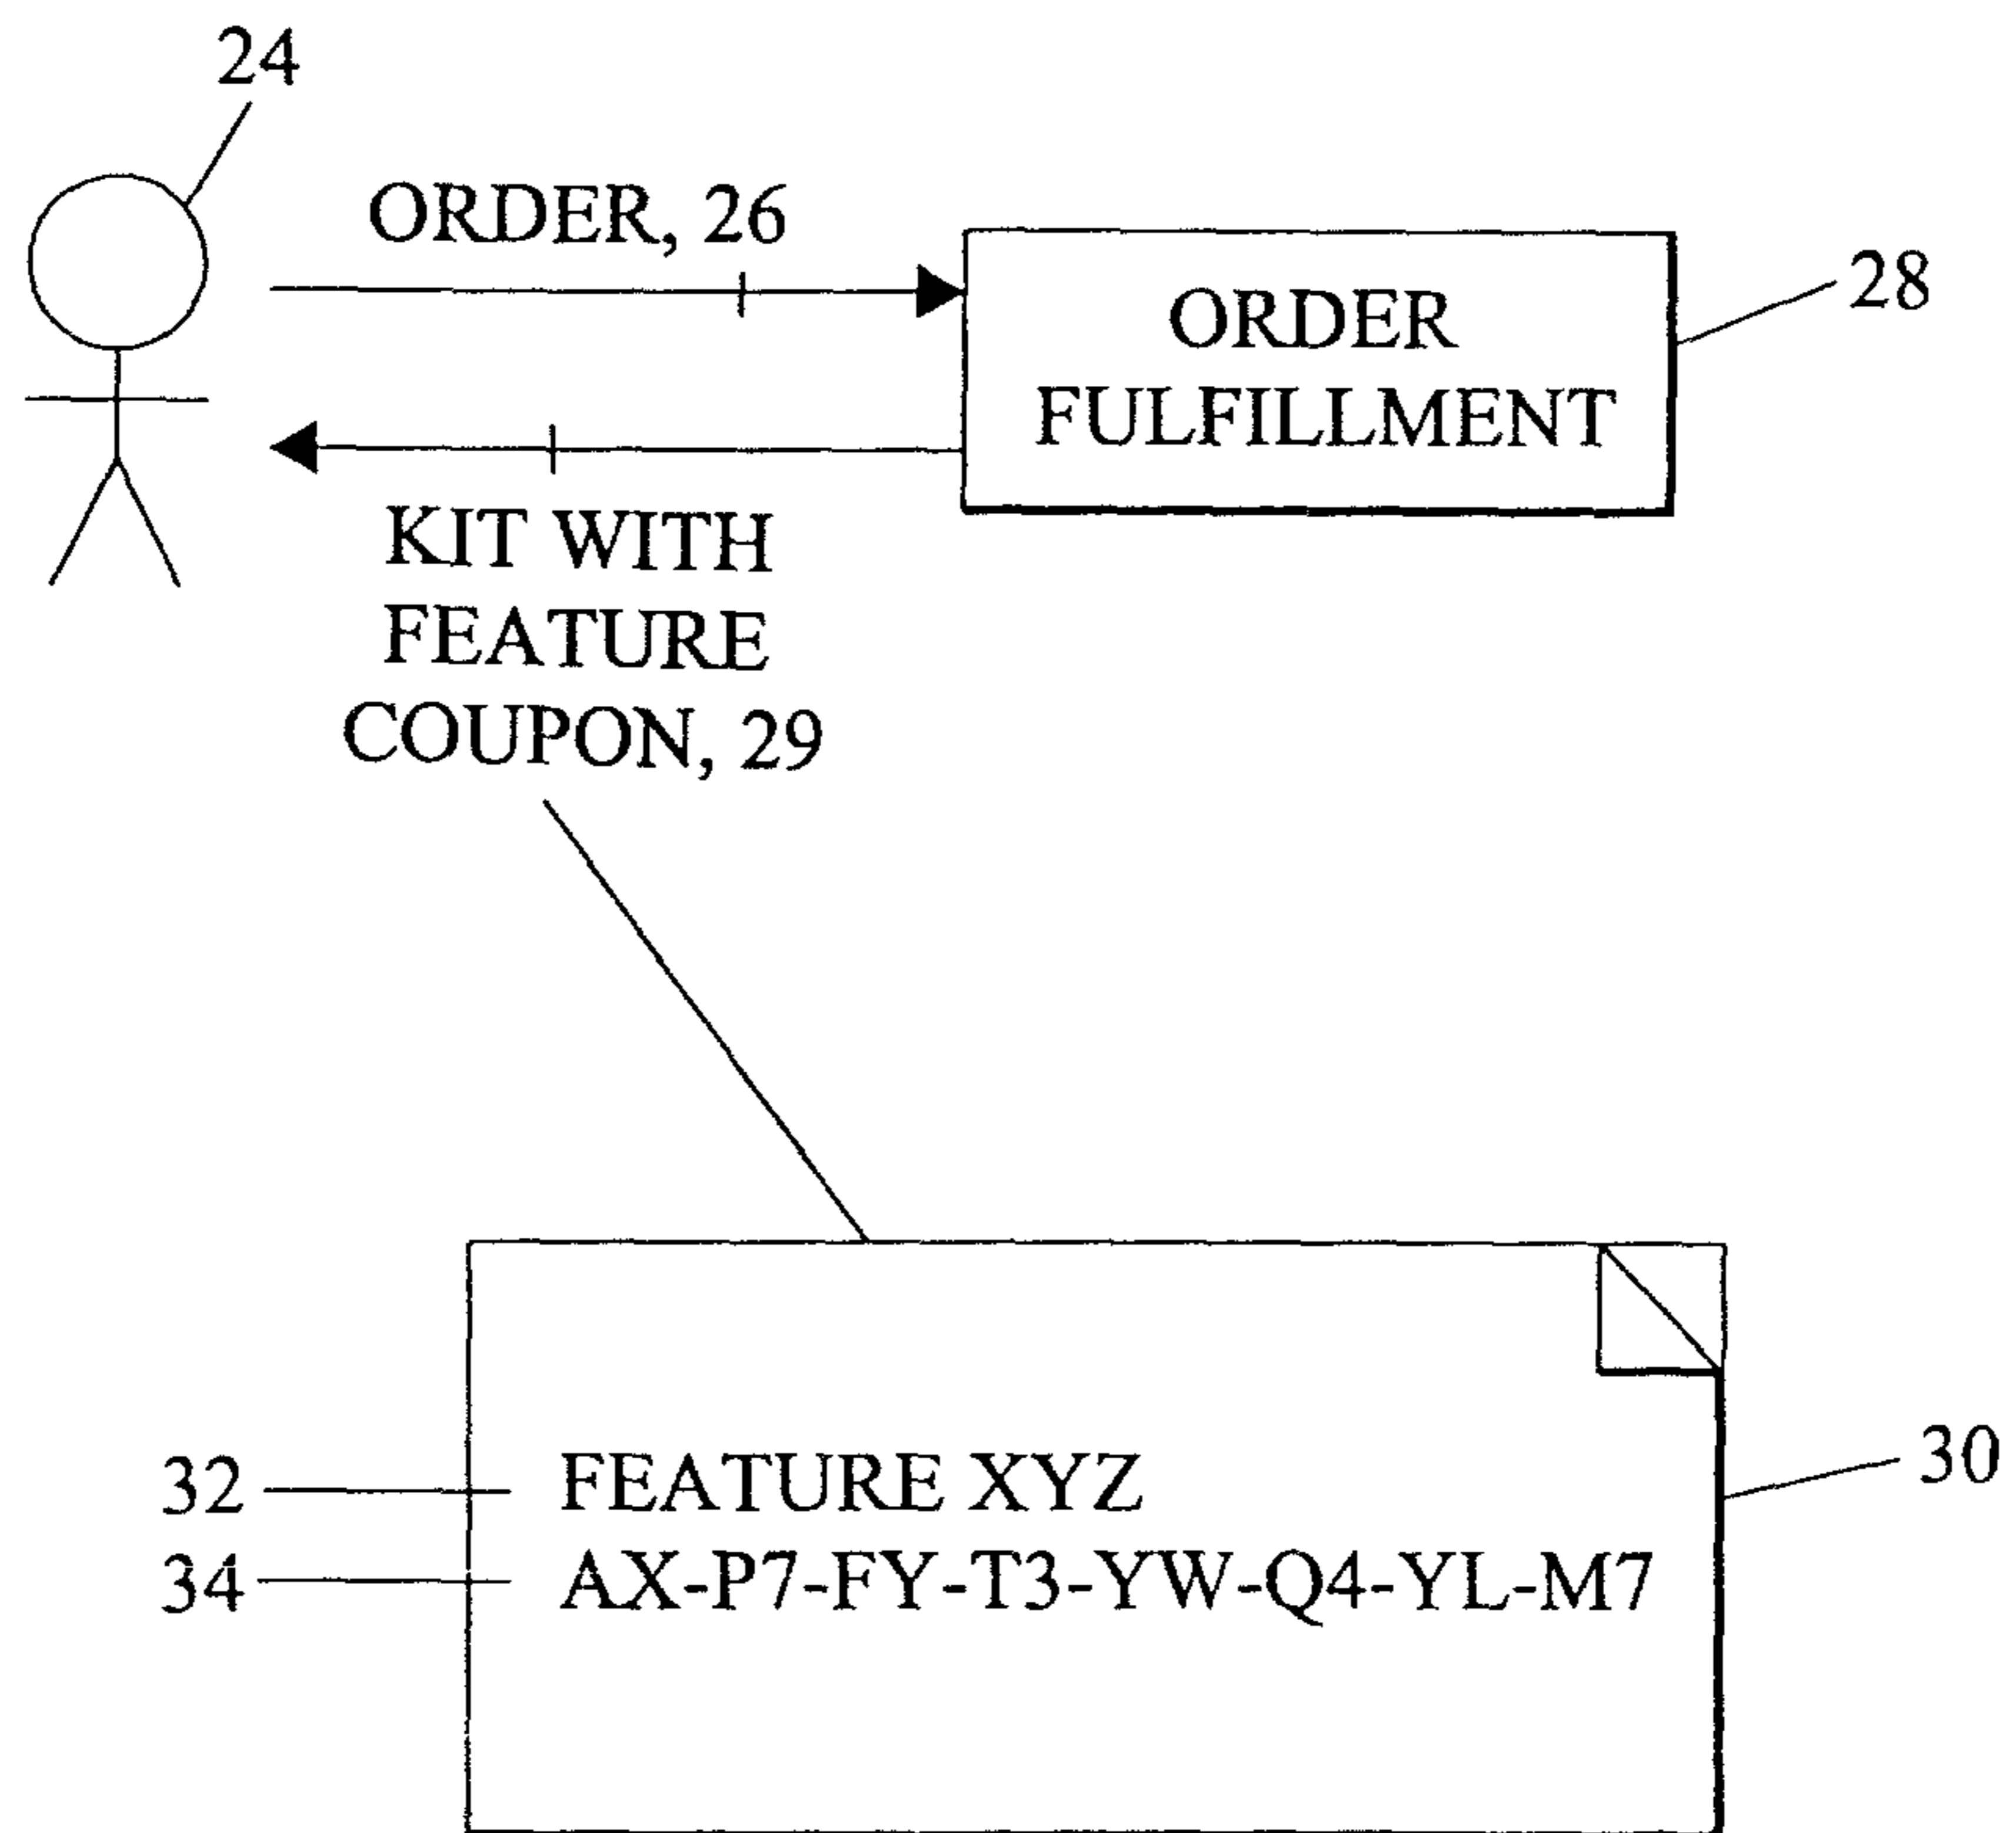 24
ORDER, 26
ORDER
FULFILLMENT
28
KIT WITH
FEATURE
COUPON, 29
30
32
FEATURE XYZ
34
AX-P7-FY-T3-YW-Q4-YL-M7